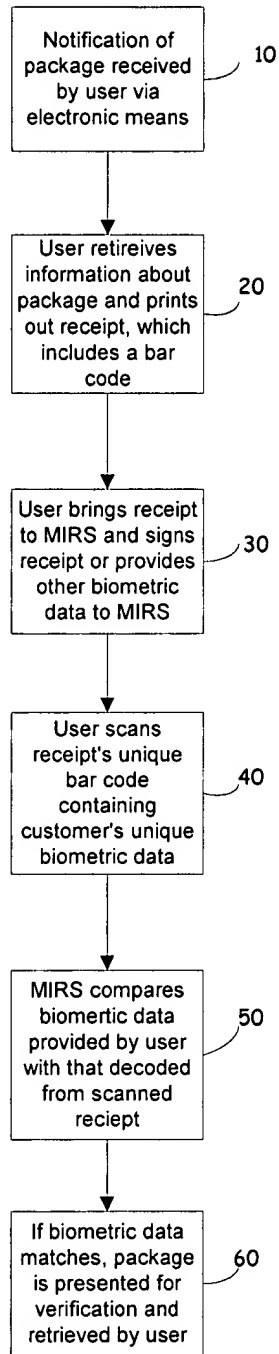 Notification of
package received
by user via
electronic means
10
User retireives
information about
package and prints
out receipt, which
includes a bar
code
20
User brings receipt
to MIRS and signs
receipt or provides
other biometric
data to MIRS
30
User scans
receipt's unique
bar code
containing
customer's unique
biometric data
40
MIRS compares
biomertic data
provided by user
with that decoded
from scanned
reciept
50
If biometric data
matches, package
is presented for
verification and
retrieved by user
60